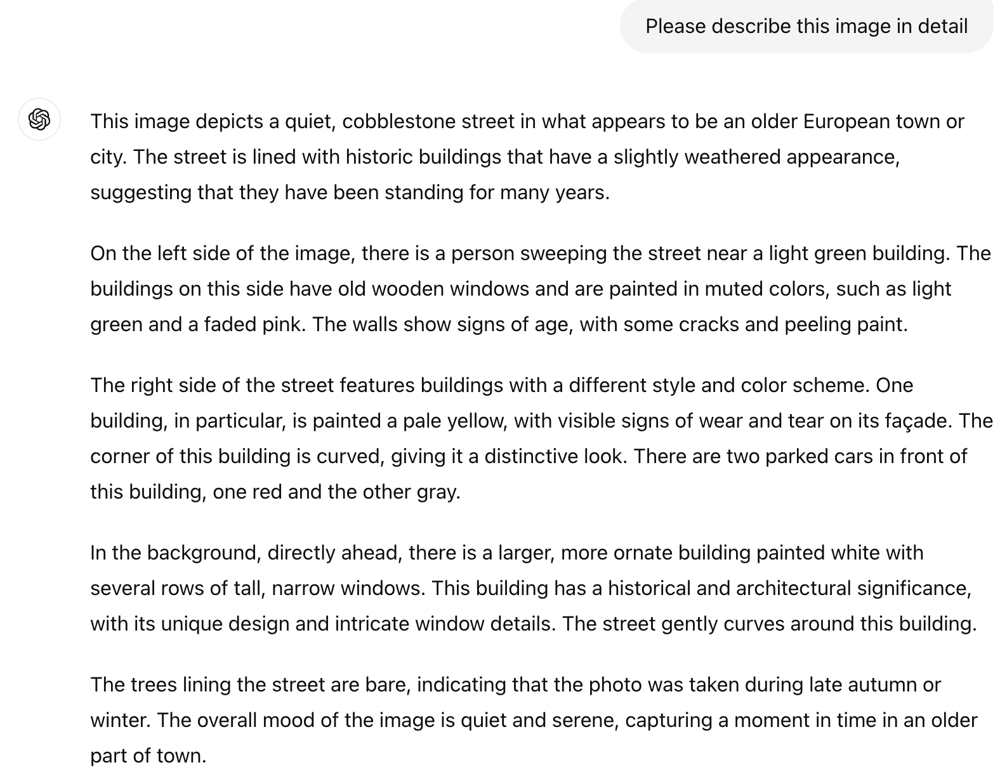 Please describe this image in detail
This image depicts a quiet, cobblestone street in what appears to be an older European town or
city. The street is lined with historic buildings that have a slightly weathered appearance,
suggesting that they have been standing for many years.
On the left side of the image, there is a person sweeping the street near a light green building. The
buildings on this side have old wooden windows and are painted in muted colors, such as light
green and a faded pink. The walls show signs of age, with some cracks and peeling paint.
The right side of the street features buildings with a different style and color scheme. One
building, in particular, is painted a pale yellow, with visible signs of wear and tear on its façade. The
corner of this building is curved, giving it a distinctive look. There are two parked cars in front of
this building, one red and the other gray.
In the background, directly ahead, there is a larger, more ornate building painted white with
several rows of tall, narrow windows. This building has a historical and architectural significance,
with its unique design and intricate window details. The street gently curves around this building.
The trees lining the street are bare, indicating that the photo was taken during late autumn or
winter. The overall mood of the image is quiet and serene, capturing a moment in time in an older
part of town.